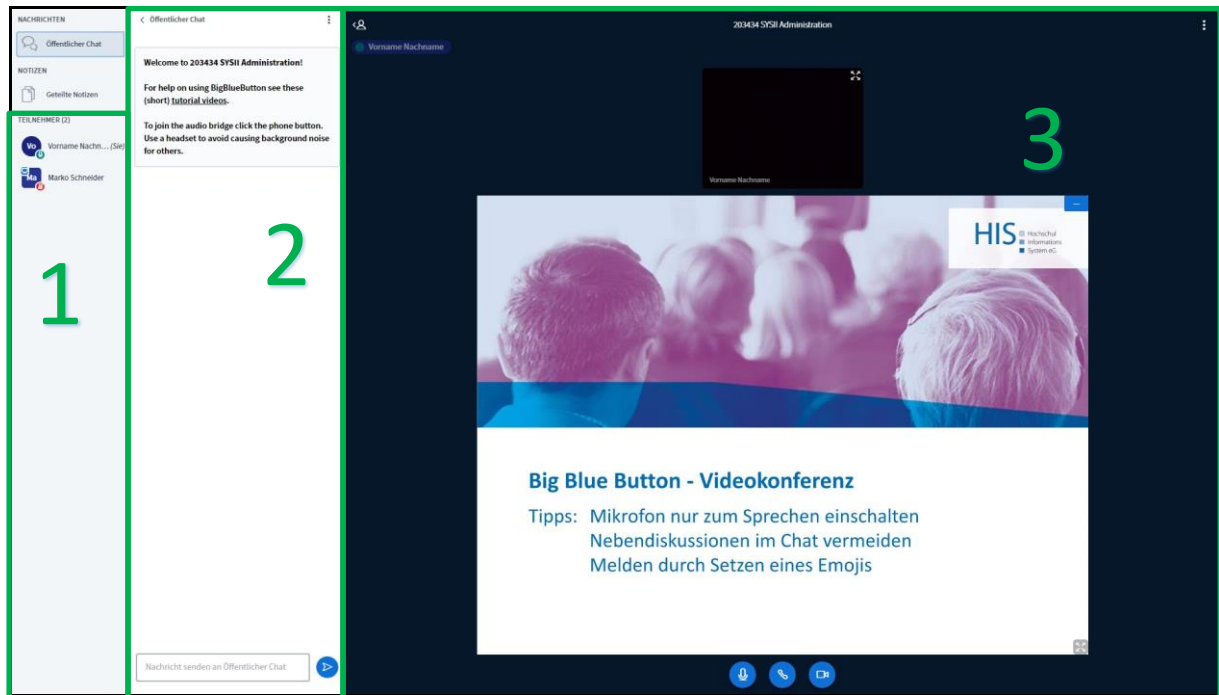 NACHRICHTEN
Öffentlicher Chat
NOTIZEN
Geteilte Notizen
TEILNEHMER (2)
Vo
Vorname Nachn... (Sie)
Ma
Marko Schneider
1
Öffentlicher Chat
Welcome to 203434 SYSII Administration!
For help on using BigBlueButton see these
(short) tutorial videos.
To join the audio bridge click the phone button.
Use a headset to avoid causing background noise
for others.
2
Nachricht senden an Öffentlicher Chat
203434 SYSII Administration
Vorname Nachname
Vorname Nachname
3
HIS
Hochschul
Informations
System eG
Big Blue Button - Videokonferenz
Tipps: Mikrofon nur zum Sprechen einschalten
Nebendiskussionen im Chat vermeiden
Melden durch Setzen eines Emojis